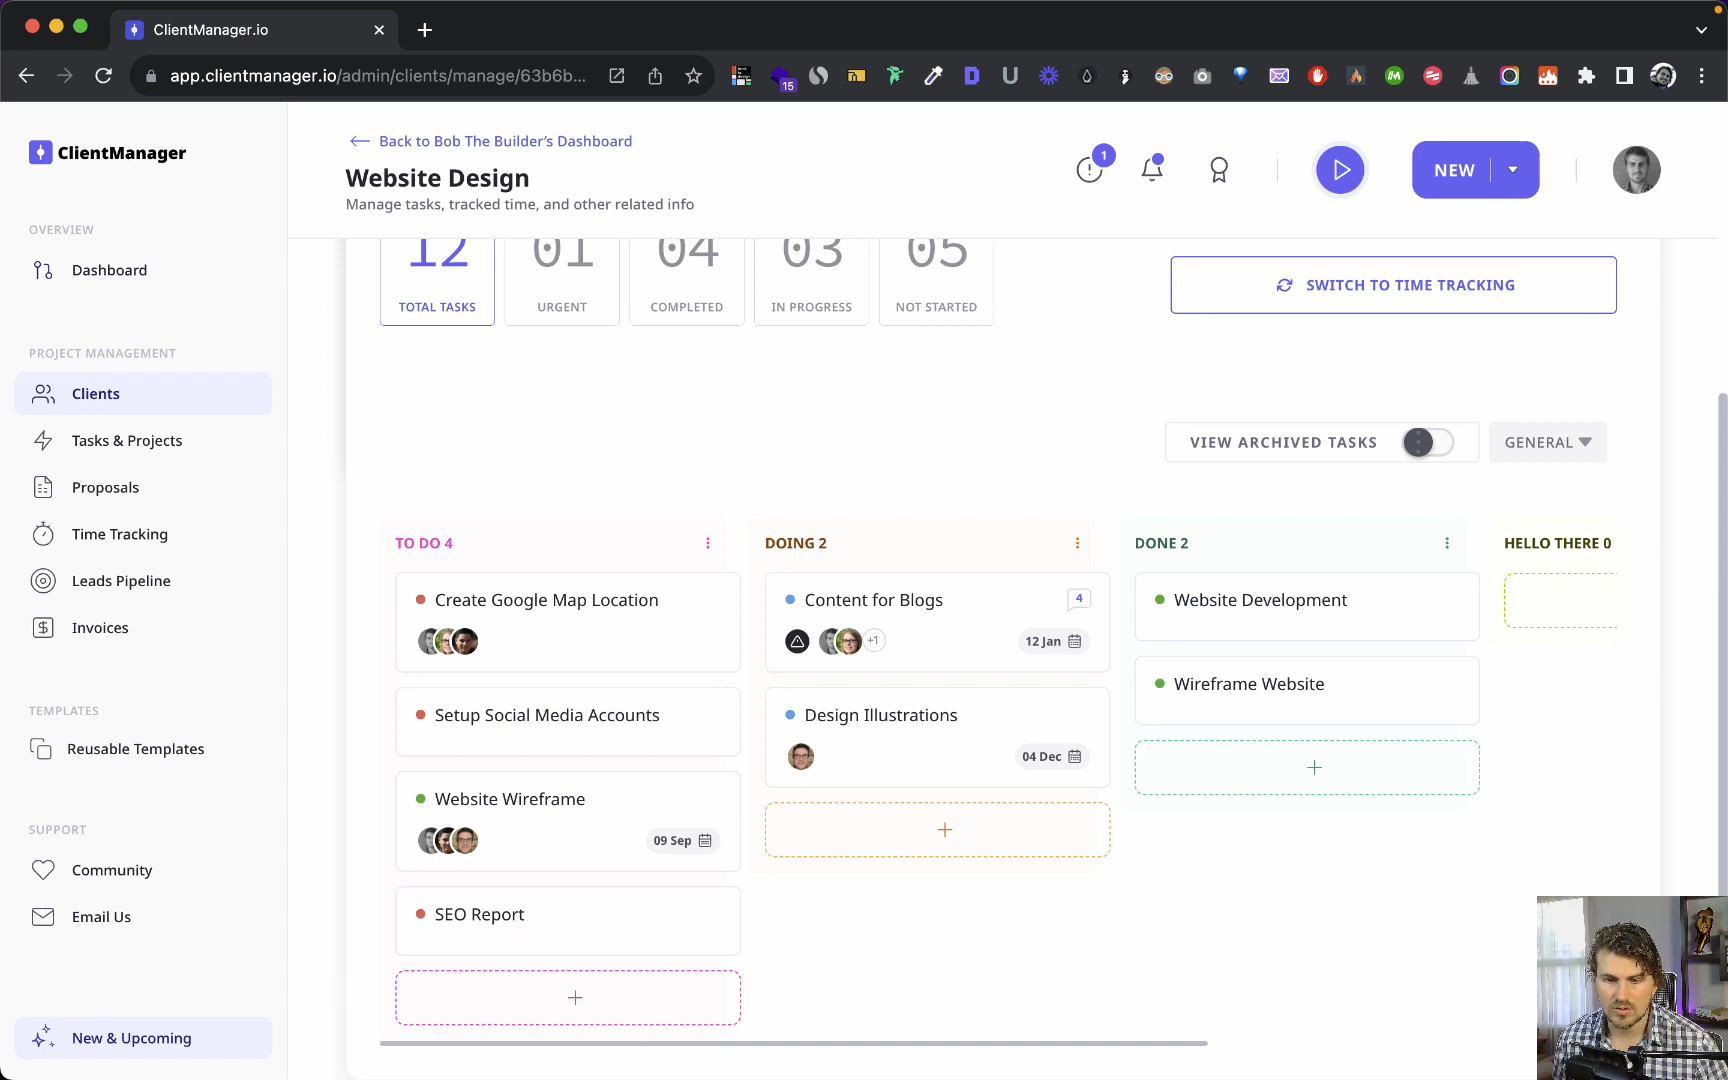 ClientManager.io
app.clientmanager.io/admin/clients/manage/63b6b...
15
ClientManager
OVERVIEW
Dashboard
PROJECT MANAGEMENT
Clients
Tasks & Projects
Proposals
Time Tracking
Leads Pipeline
Invoices
TEMPLATES
Reusable Templates
SUPPORT
Community
Email Us
New & Upcoming
Back to Bob The Builder’s Dashboard
Website Design
Manage tasks, tracked time, and other related info
1
NEW
12
TOTAL TASKS
01
URGENT
04
COMPLETED
03
IN PROGRESS
05
NOT STARTED
SWITCH TO TIME TRACKING
VIEW ARCHIVED TASKS
GENERAL
TO DO 4
Create Google Map Location
Setup Social Media Accounts
Website Wireframe
09 Sep
SEO Report
DOING 2
Content for Blogs
4
+1
12 Jan
Design Illustrations
04 Dec
DONE 2
Website Development
Wireframe Website
HELLO THERE 0